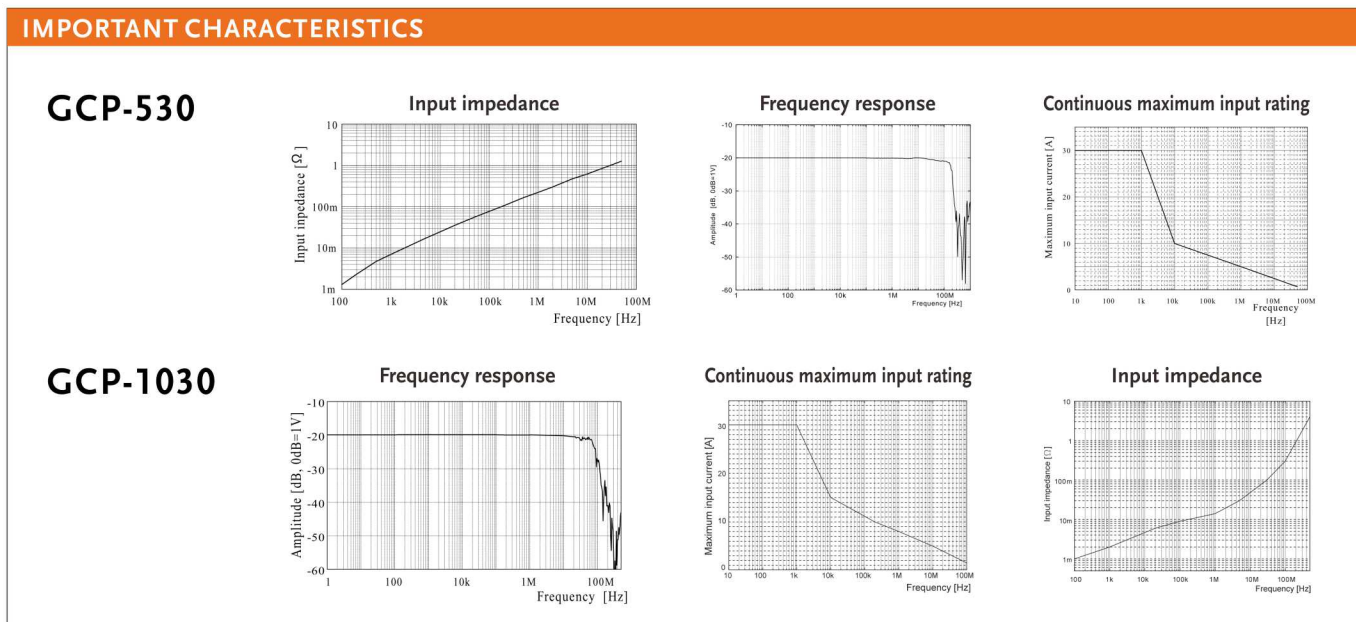 IMPORTANT CHARACTERISTICS
GCP-530
Input impedance
Input inpedance [Ω]
10
1
100m
10m
1m
100
1k
10k
100k
1M
10M
100M
Frequency [Hz]
Frequency response
Amplitude [dB, 0dB=1V]
-10
-20
-30
-40
-50
-60
1
100
10k
1M
100M
Frequency [Hz]
Continuous maximum input rating
Maximum input current [A]
30
20
10
0
10
100
1k
10k
100k
1M
10M
100M
Frequency
[Hz]
GCP-1030
Frequency response
Amplitude [dB, 0dB=1V]
-10
-20
-30
-40
-50
-60
1
100
10k
1M
100M
Frequency [Hz]
Continuous maximum input rating
Maximum input current [A]
30
20
10
0
10
100
1k
10k
100k
1M
10M
100M
Frequency [Hz]
Input impedance
Input impedance [Ω]
10
1
100m
10m
1m
100
1k
10k
100k
1M
10M
100M
Frequency [Hz]